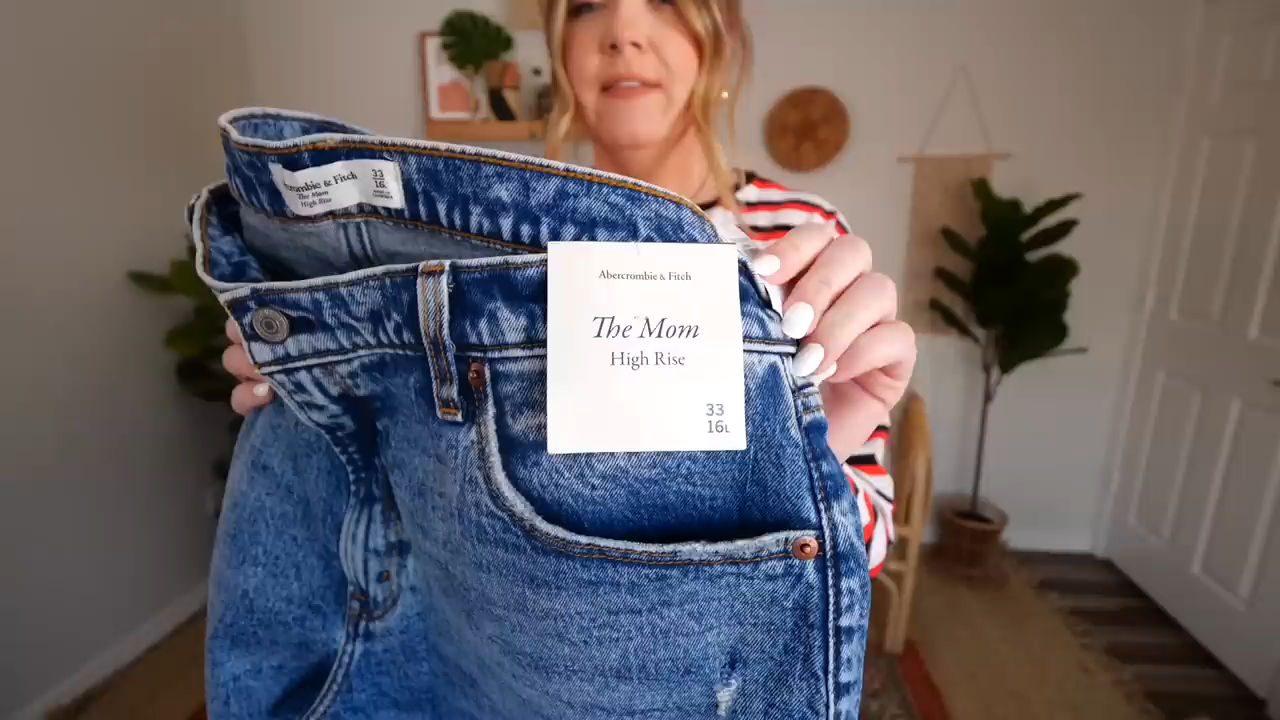 Abercrombie & Fitch
The Mom
High Rise
33
16L
Abercrombie & Fitch
The Mom
High Rise
33
16L